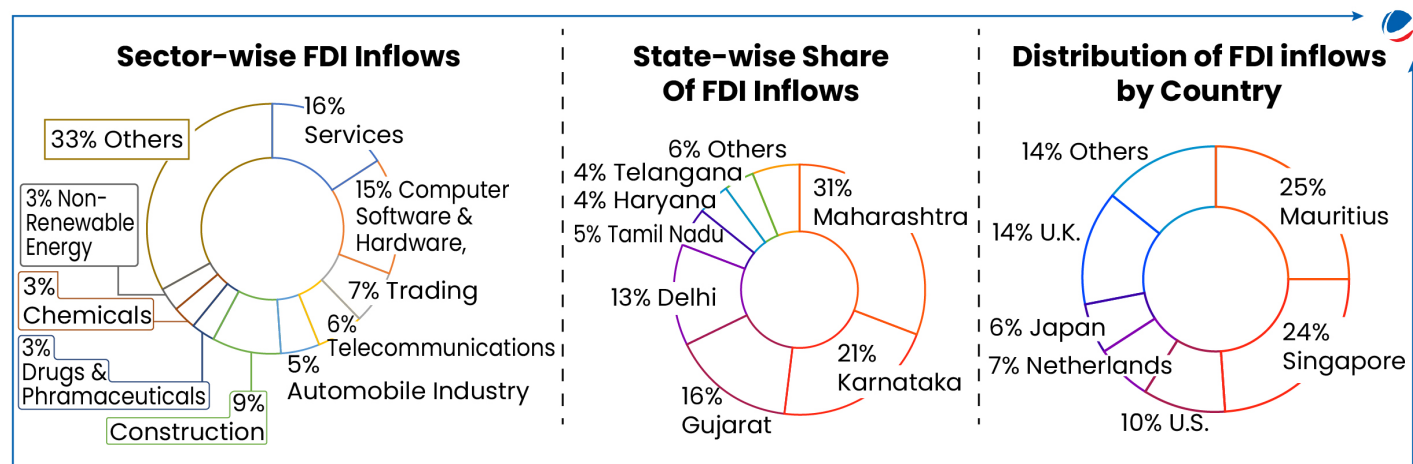 Sector-wise FDI Inflows
16%
Services
15% Computer
Software &
Hardware,
7% Trading
6%
Telecommunications
5%
Automobile Industry
9%
Construction
3%
Drugs &
Phramaceuticals
3%
Chemicals
3% Non-
Renewable
Energy
33% Others
State-wise Share
Of FDI Inflows
31%
Maharashtra
21%
Karnataka
16%
Gujarat
13% Delhi
5% Tamil Nadu
4% Haryana
4% Telangana
6% Others
Distribution of FDI inflows
by Country
25%
Mauritius
24%
Singapore
10% U.S.
7% Netherlands
6% Japan
14% U.K.
14% Others